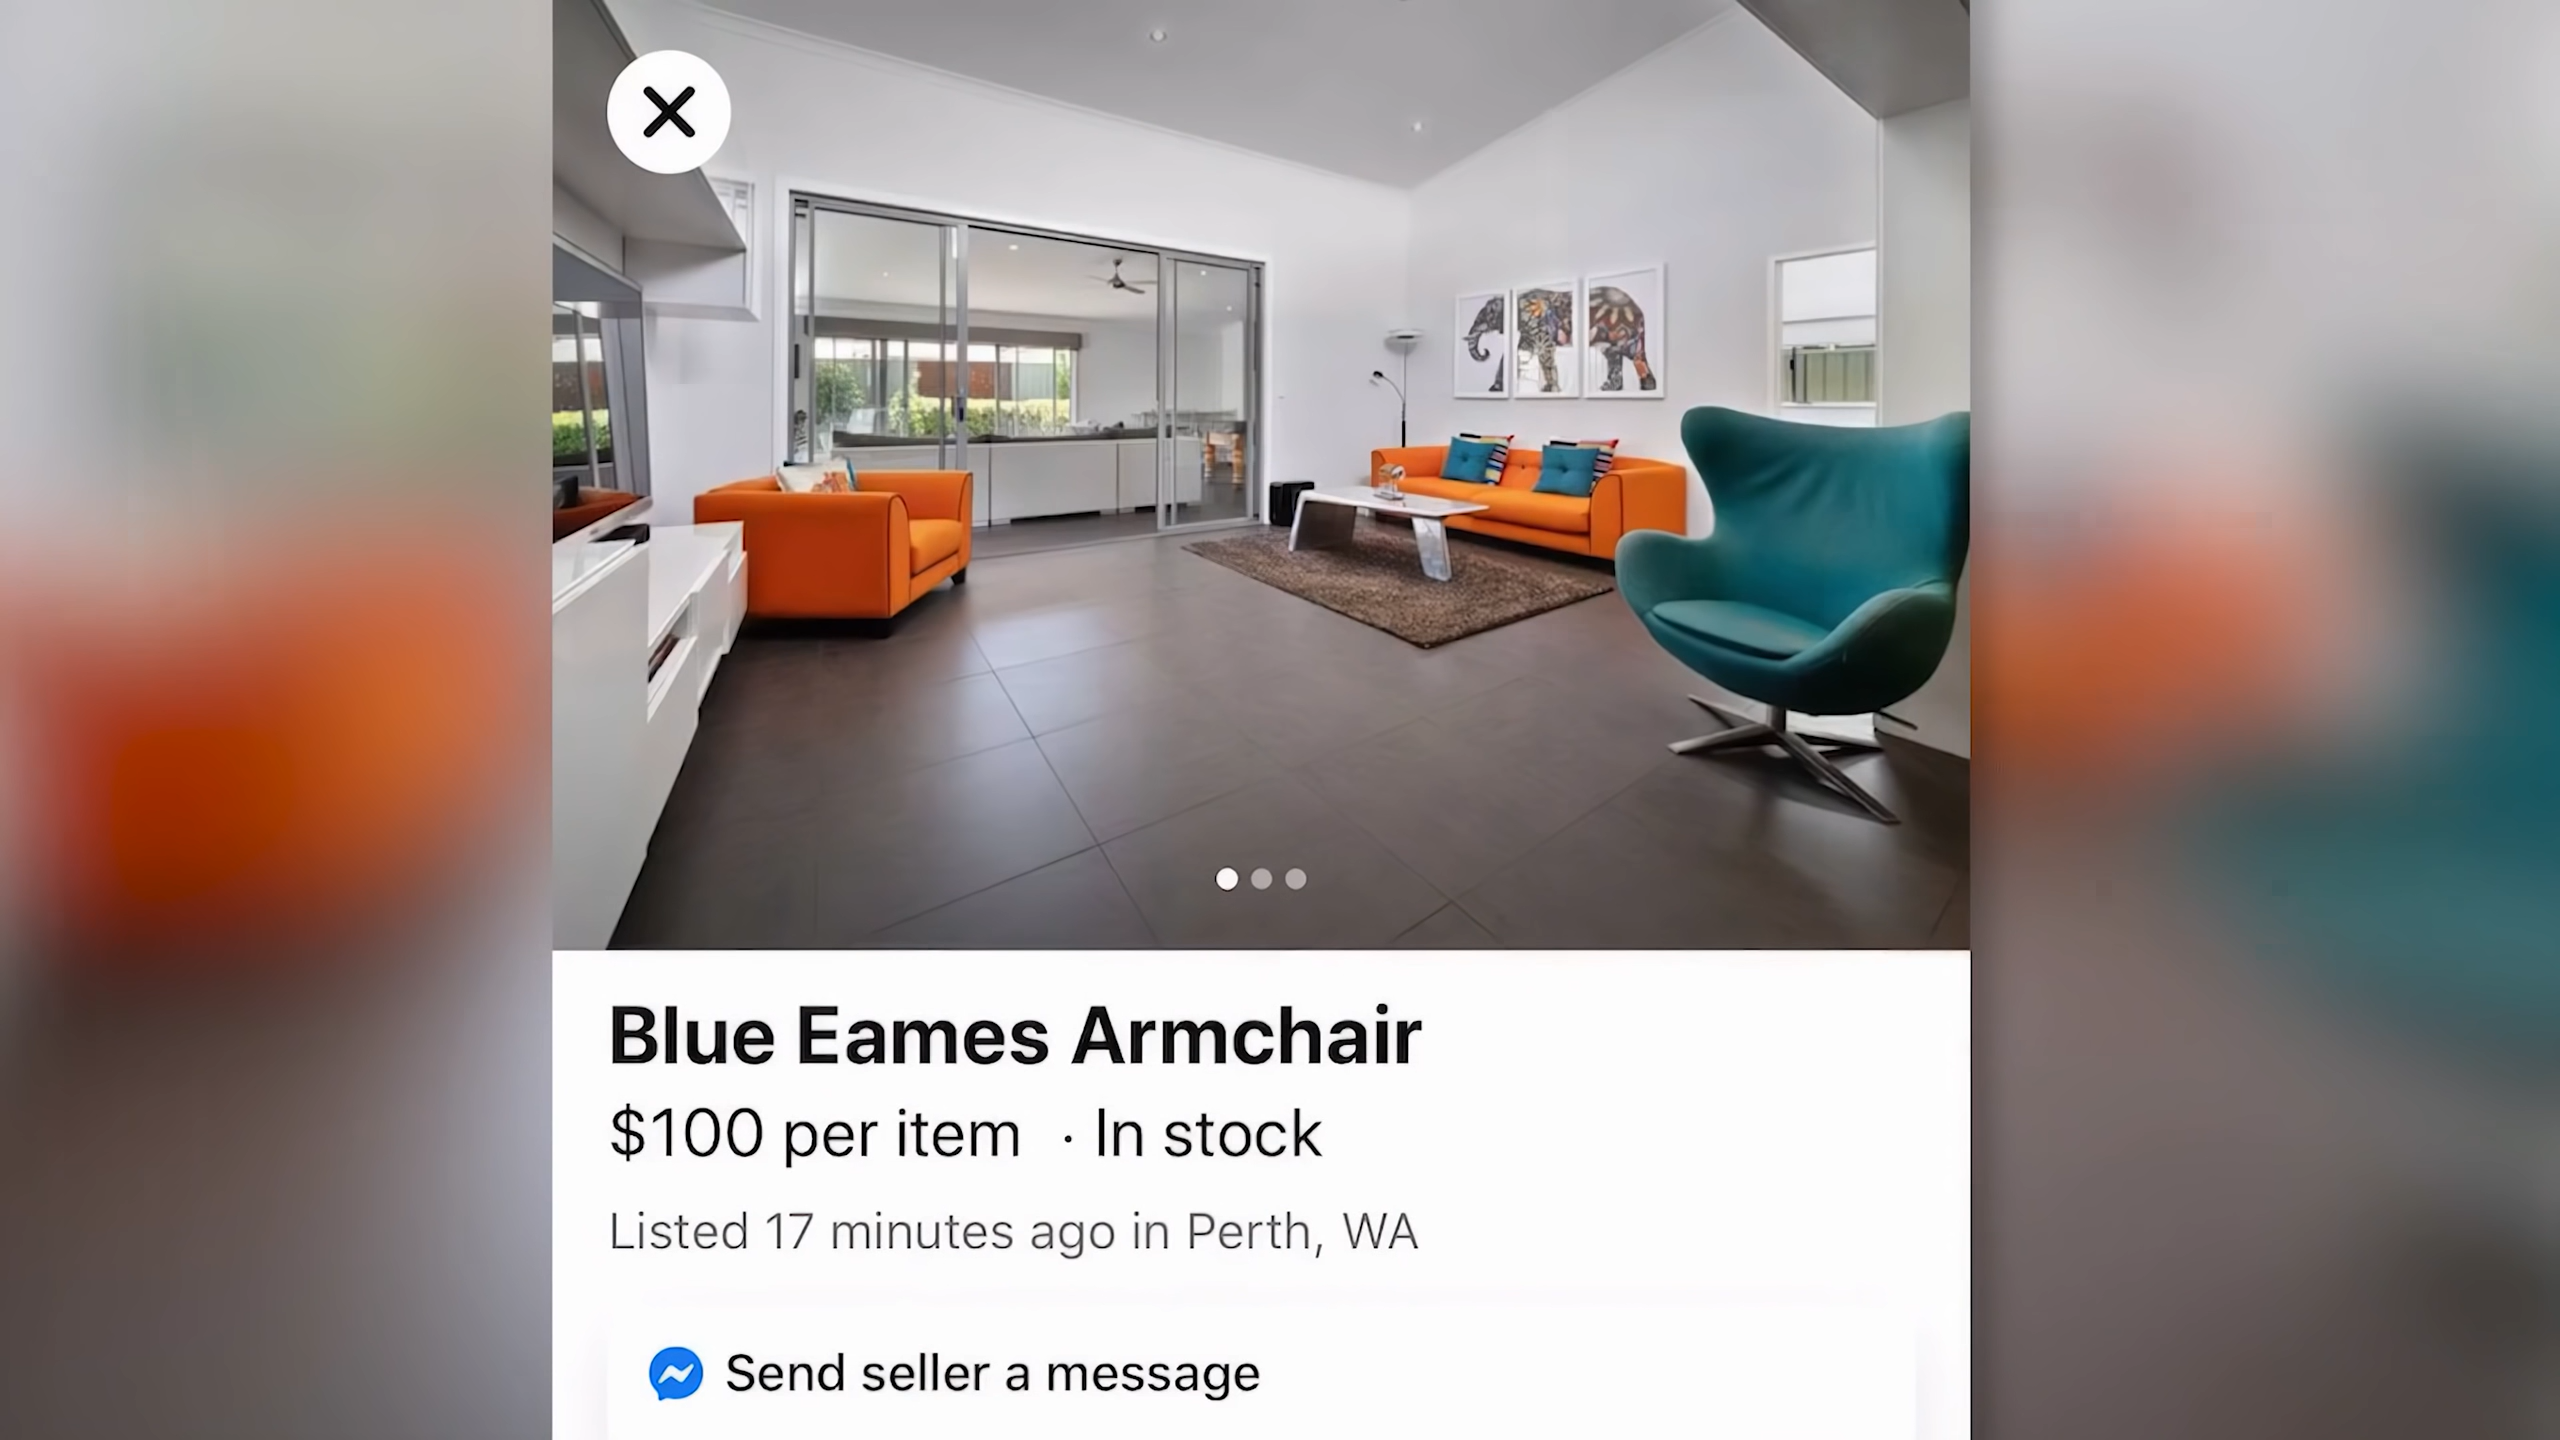 Blue Eames Armchair
$100 per item · In stock
Listed 17 minutes ago in Perth, WA
Send seller a message